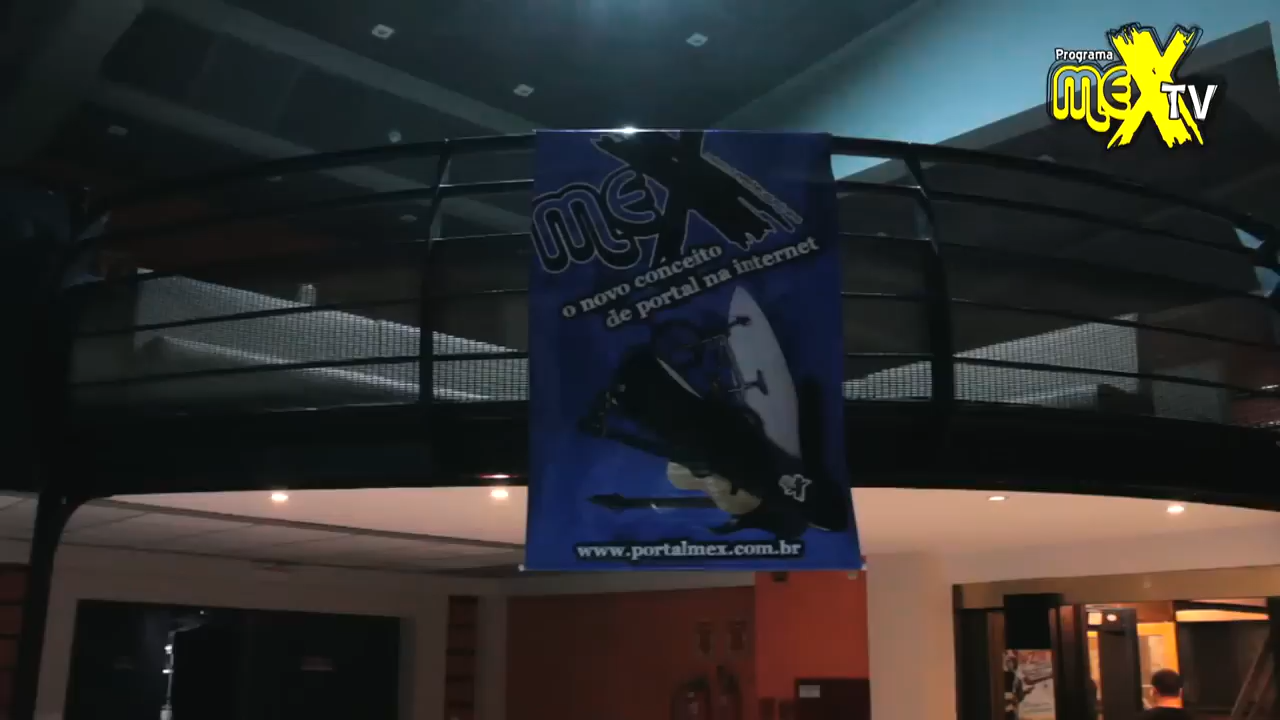 Programa
meX
TV
meX
o novo conceito
de portal na internet
www.portalmex.com.br